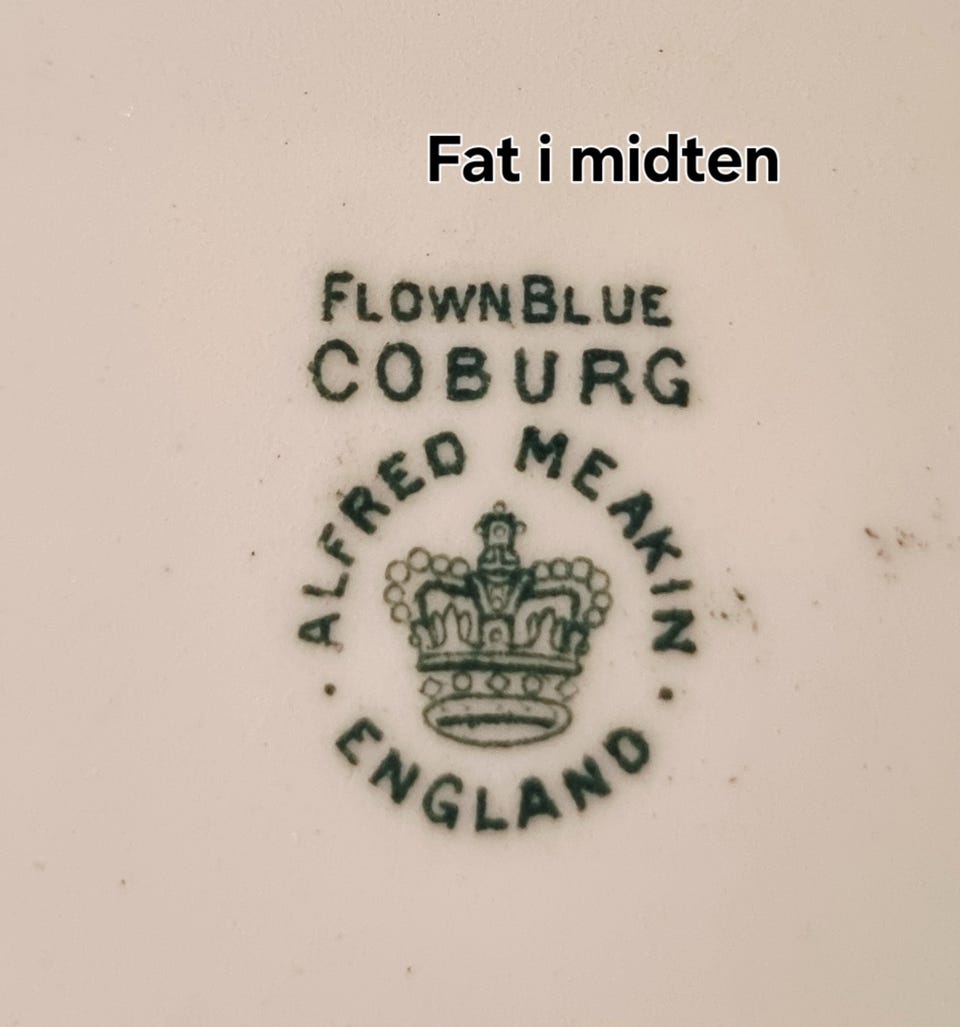 Fat i midten
FLOWNBLUE
COBURG
ALFRED MEAKIN
ENGLAND